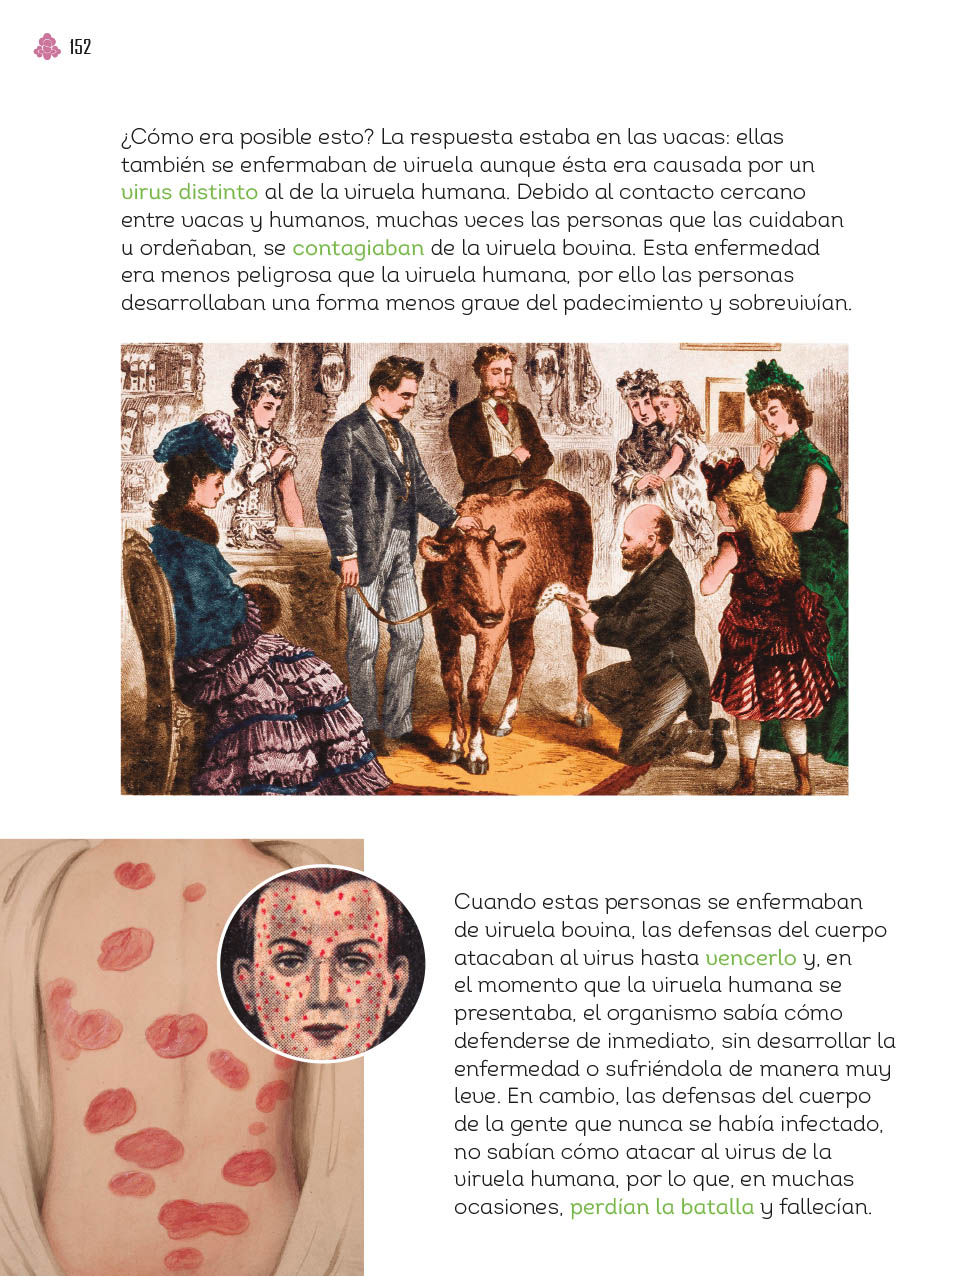 152
¿Cómo era posible esto? La respuesta estaba en las vacas: ellas
también se enfermaban de viruela aunque ésta era causada por un
virus distinto al de la viruela humana. Debido al contacto cercano
entre vacas y humanos, muchas veces las personas que las cuidaban
u ordeñaban, se contagiaban de la viruela bovina. Esta enfermedad
era menos peligrosa que la viruela humana, por ello las personas
desarrollaban una forma menos grave del padecimiento y sobrevivían.
Cuando estas personas se enfermaban
de viruela bovina, las defensas del cuerpo
atacaban al virus hasta vencerlo y, en
el momento que la viruela humana se
presentaba, el organismo sabía cómo
defenderse de inmediato, sin desarrollar la
enfermedad o sufriéndola de manera muy
leve. En cambio, las defensas del cuerpo
de la gente que nunca se había infectado,
no sabían cómo atacar al virus de la
viruela humana, por lo que, en muchas
ocasiones, perdían la batalla y fallecían.